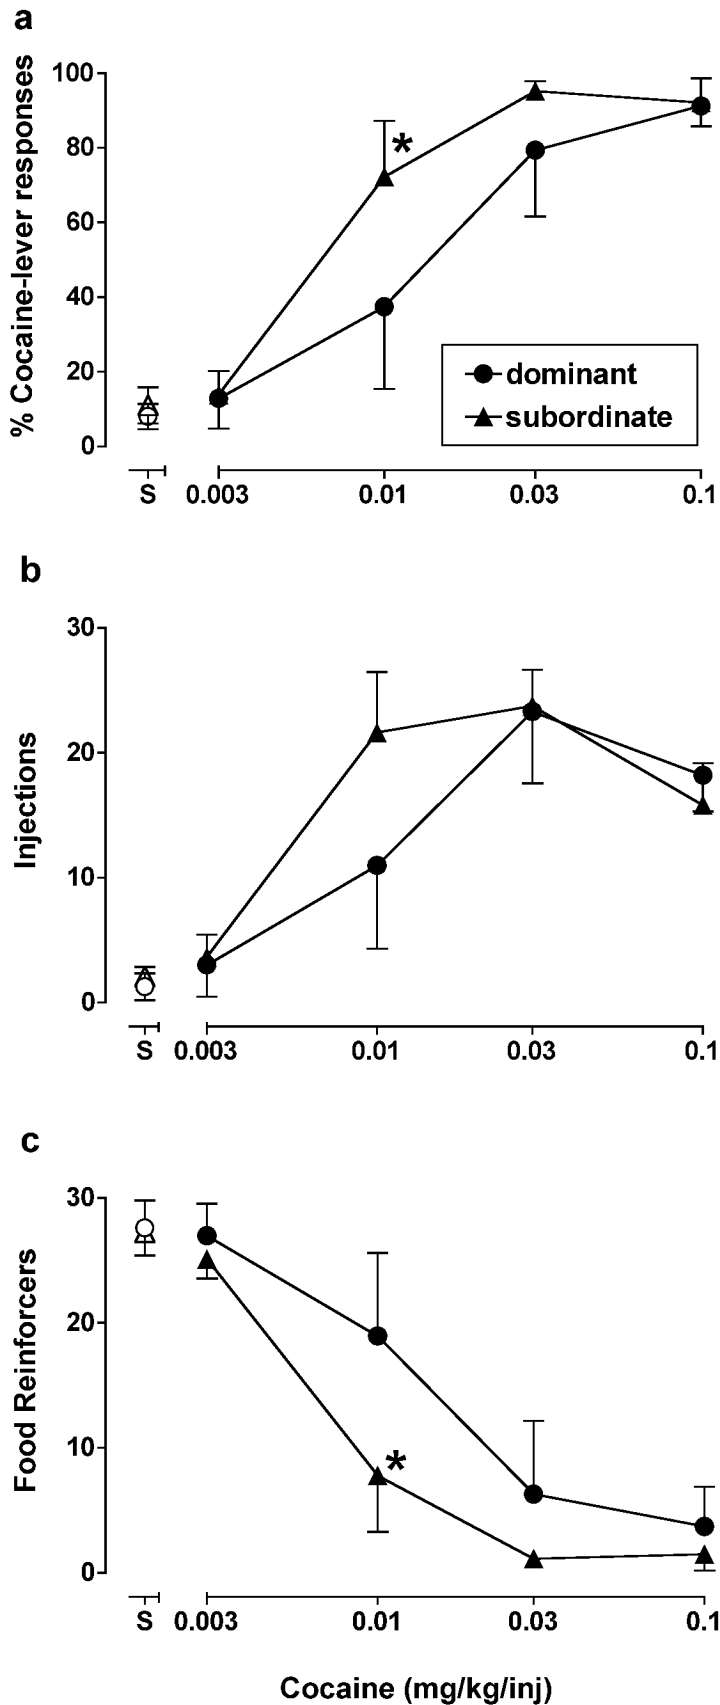 a
100
80
60
40
20
0
% Cocaine-lever responses
*
dominant
subordinate
S 0.003 0.01 0.03 0.1
b
30
20
10
0
Injections
S 0.003 0.01 0.03 0.1
c
30
20
10
0
Food Reinforcers
*
S 0.003 0.01 0.03 0.1
Cocaine (mg/kg/inj)